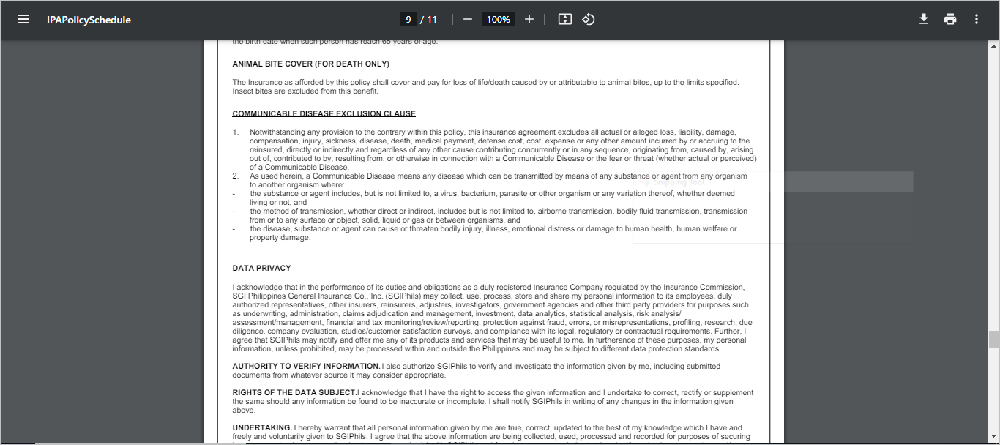 IPAPolicySchedule
9 / 11
100%
the birth date when such person has reach 65 years of age.
ANIMAL BITE COVER (FOR DEATH ONLY)
The Insurance as afforded by this policy shall cover and pay for loss of life/death caused by or attributable to animal bites, up to the limits specified.
Insect bites are excluded from this benefit.
COMMUNICABLE DISEASE EXCLUSION CLAUSE
1. Notwithstanding any provision to the contrary within this policy, this insurance agreement excludes all actual or alleged loss, liability, damage,
compensation, injury, sickness, disease, death, medical payment, defense cost, cost, expense or any other amount incurred by or accruing to the
reinsured, directly or indirectly and regardless of any other cause contributing concurrently or in any sequence, originating from, caused by, arising
out of, contributed to by, resulting from, or otherwise in connection with a Communicable Disease or the fear or threat (whether actual or perceived)
of a Communicable Disease.
2. As used herein, a Communicable Disease means any disease which can be transmitted by means of any substance or agent from any organism
to another organism where:
Snipping Tool
- the substance or agent includes, but is not limited to, a virus, bacterium, parasite or other organism or any variation thereof, whether deemed
living or not, and
- the method of transmission, whether direct or indirect, includes but is not limited to, airborne transmission, bodily fluid transmission, transmission
from or to any surface or object, solid, liquid or gas or between organisms, and
- the disease, substance or agent can cause or threaten bodily injury, illness, emotional distress or damage to human health, human welfare or
property damage.
DATA PRIVACY
I acknowledge that in the performance of its duties and obligations as a duly registered Insurance Company regulated by the Insurance Commission,
SGI Philippines General Insurance Co., Inc. (SGIPhils) may collect, use, process, store and share my personal information to its employees, duly
authorized representatives, other insurers, reinsurers, adjusters, investigators, government agencies and other third party providers for purposes such
as underwriting, administration, claims adjudication and management, investment, data analytics, statistical analysis, risk analysis/
assessment/management, financial and tax monitoring/review/reporting, protection against fraud, errors, or misrepresentations, profiling, research, due
diligence, company evaluation, studies/customer satisfaction surveys, and compliance with its legal, regulatory or contractual requirements. Further, I
agree that SGIPhils may notify and offer me any of its products and services that may be useful to me. In furtherance of these purposes, my personal
information, unless prohibited, may be processed within and outside the Philippines and may be subject to different data protection standards.
AUTHORITY TO VERIFY INFORMATION. I also authorize SGIPhils to verify and investigate the information given by me, including submitted
documents from whatever source it may consider appropriate.
RIGHTS OF THE DATA SUBJECT.I acknowledge that I have the right to access the given information and I undertake to correct, rectify or supplement
the same should any information be found to be inaccurate or incomplete. I shall notify SGIPhils in writing of any changes in the information given
above.
UNDERTAKING. I hereby warrant that all personal information given by me are true, correct, updated to the best of my knowledge which I have and
freely and voluntarily given to SGIPhils. I agree that the above information are being collected, used, processed and recorded for purposes of securing